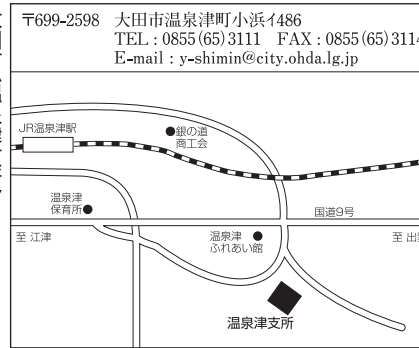 〒699-2598 大田市温泉津町小浜イ486
TEL : 0855(65)3111 FAX : 0855(65)3114
E-mail : y-shimin@city.ohda.lg.jp
JR温泉津駅
銀の道
商工会
温泉津
保育所
国道9号
至 江津
温泉津
ふれあい館
至 出雲
温泉津支所